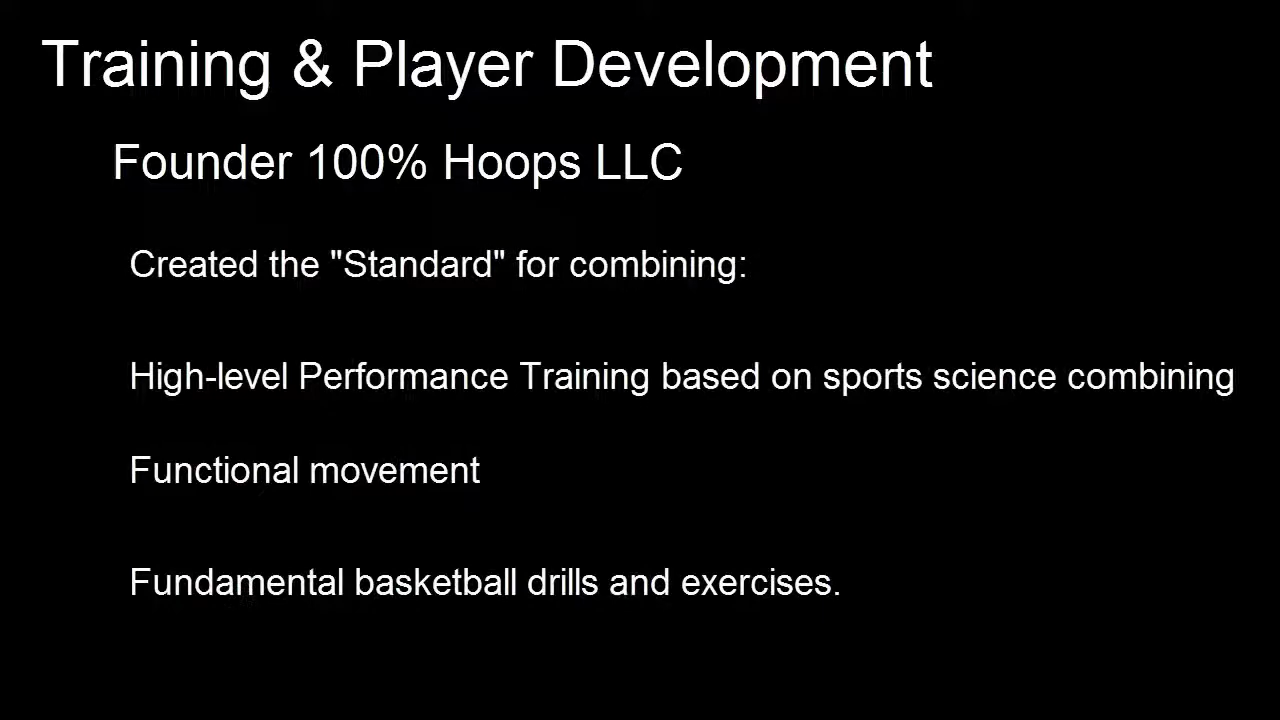 Training & Player Development
Founder 100% Hoops LLC
Created the "Standard" for combining:
High-level Performance Training based on sports science combining
Functional movement
Fundamental basketball drills and exercises.